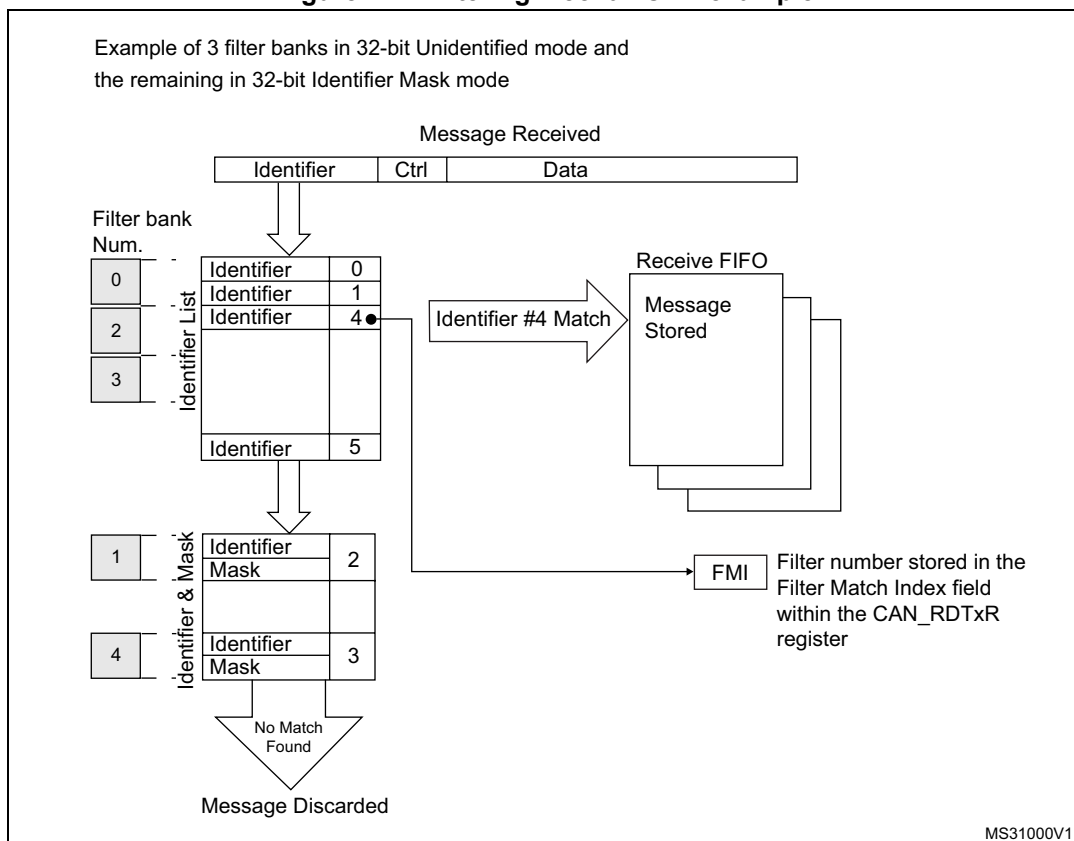 Example of 3 filter banks in 32-bit Unidentified mode and
the remaining in 32-bit Identifier Mask mode
Message Received
Identifier Ctrl Data
Filter bank
Num.
0
2
3
Identifier List
Identifier 0
Identifier 1
Identifier 4
Identifier 5
Identifier #4 Match
Receive FIFO
Message
Stored
1
4
Identifier & Mask
Identifier
Mask
2
Identifier
Mask
3
FMI
Filter number stored in the
Filter Match Index field
within the CAN_RDTxR
register
No Match
Found
Message Discarded
MS31000V1